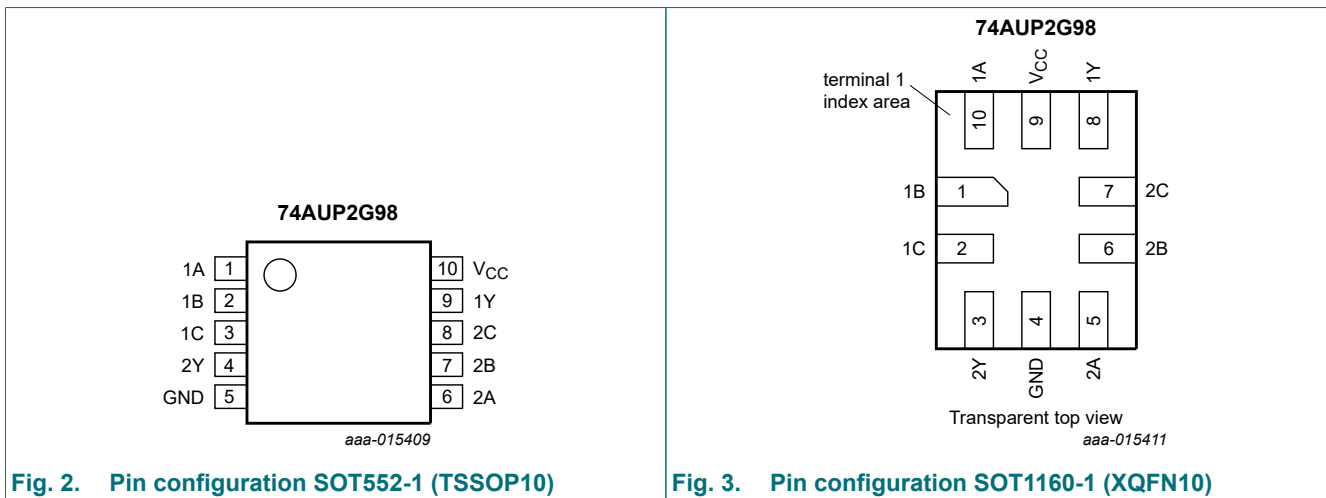 74AUP2G98
1A 1 10 VCC
1B 2 9 1Y
1C 3 8 2C
2Y 4 7 2B
GND 5 6 2A
aaa-015409
Fig. 2. Pin configuration SOT552-1 (TSSOP10)
74AUP2G98
terminal 1
index area
1A VCC 1Y
10 9 8
1B 1 7 2C
1C 2 6 2B
3 4 5
2Y GND 2A
Transparent top view
aaa-015411
Fig. 3. Pin configuration SOT1160-1 (XQFN10)